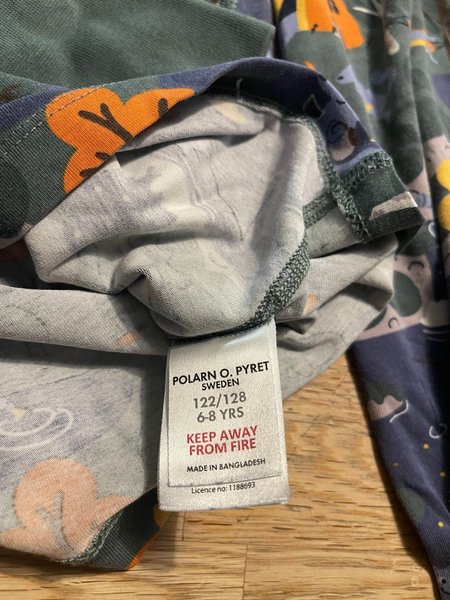 POLARN O. PYRET
SWEDEN
122/128
6-8 YRS
KEEP AWAY
FROM FIRE
MADE IN BANGLADESH
Licence no: 1188693